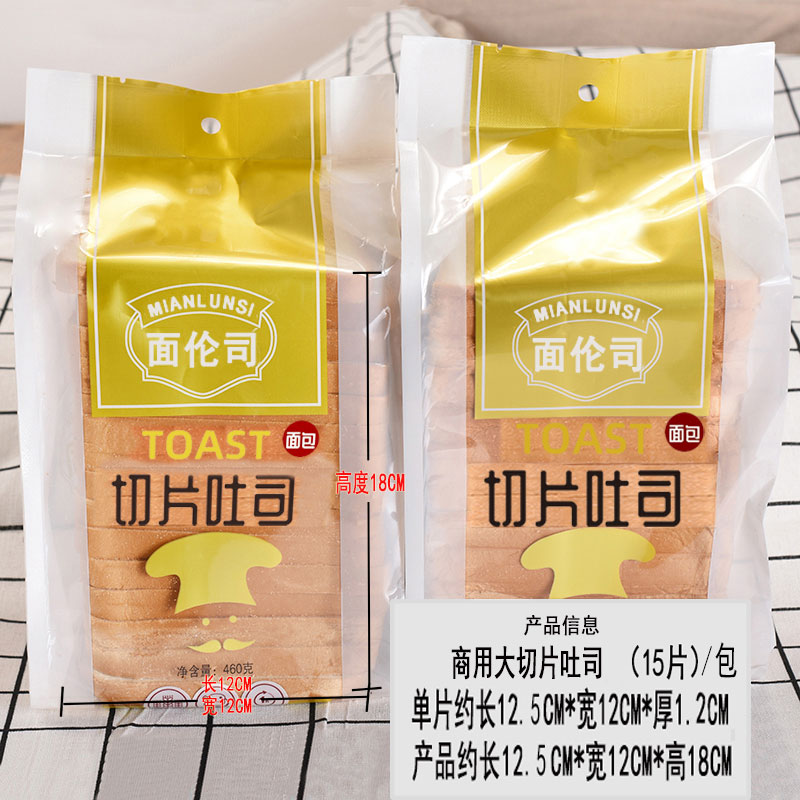 MIANLUNSI
面伦司
TOAST 面包
切片吐司
高度18CM
净含量：460克
长12CM
宽12CM
MIANLUNSI
面伦司
TOAST 面包
切片吐司
产品信息
商用大切片吐司 (15片)/包
单片约长12.5CM*宽12CM*厚1.2CM
产品约长12.5CM*宽12CM*高18CM